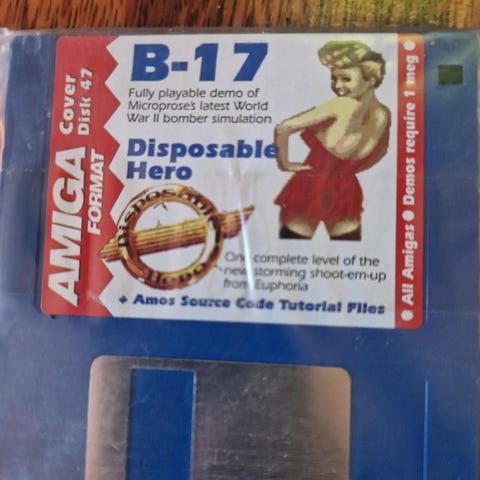 AMIGA
FORMAT
Cover
Disk 47
B-17
Fully playable demo of
Microprose's latest World
War II bomber simulation
Disposable
Hero
Disposable
Hero
One complete level of the
new storming shoot-em-up
from Euphoria
+ Amos Source Code Tutorial Files
● All Amigas ● Demos require 1 meg ●